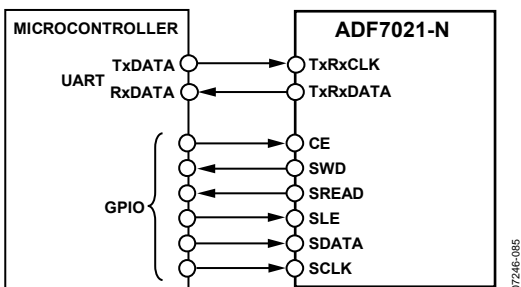 MICROCONTROLLER
ADF7021-N
UART
TxDATA
TxRxCLK
RxDATA
TxRxDATA
GPIO
CE
SWD
SREAD
SLE
SDATA
SCLK
07246-085